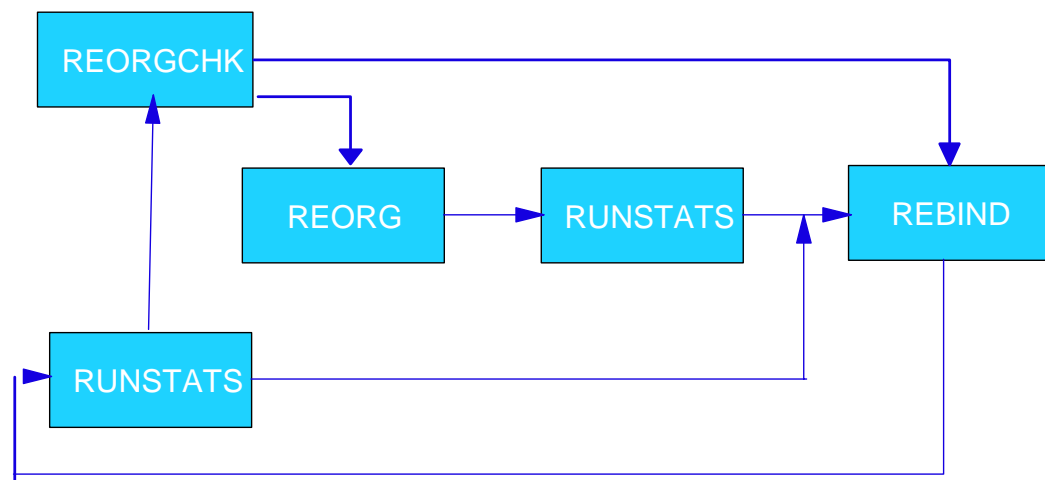 REORGCHK
REORG
RUNSTATS
REBIND
RUNSTATS